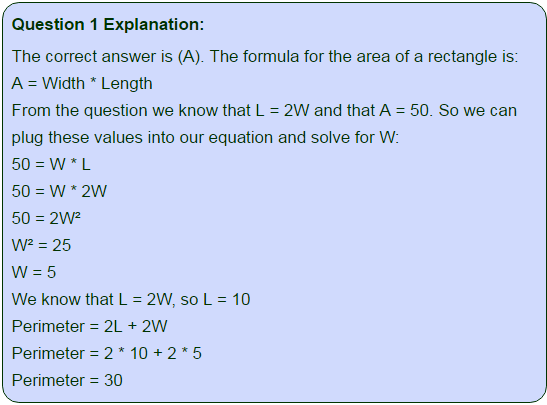 Question 1 Explanation:
The correct answer is (A). The formula for the area of a rectangle is:
A = Width * Length
From the question we know that L = 2W and that A = 50. So we can
plug these values into our equation and solve for W:
50 = W * L
50 = W * 2W
50 = 2W²
W² = 25
W = 5
We know that L = 2W, so L = 10
Perimeter = 2L + 2W
Perimeter = 2 * 10 + 2 * 5
Perimeter = 30